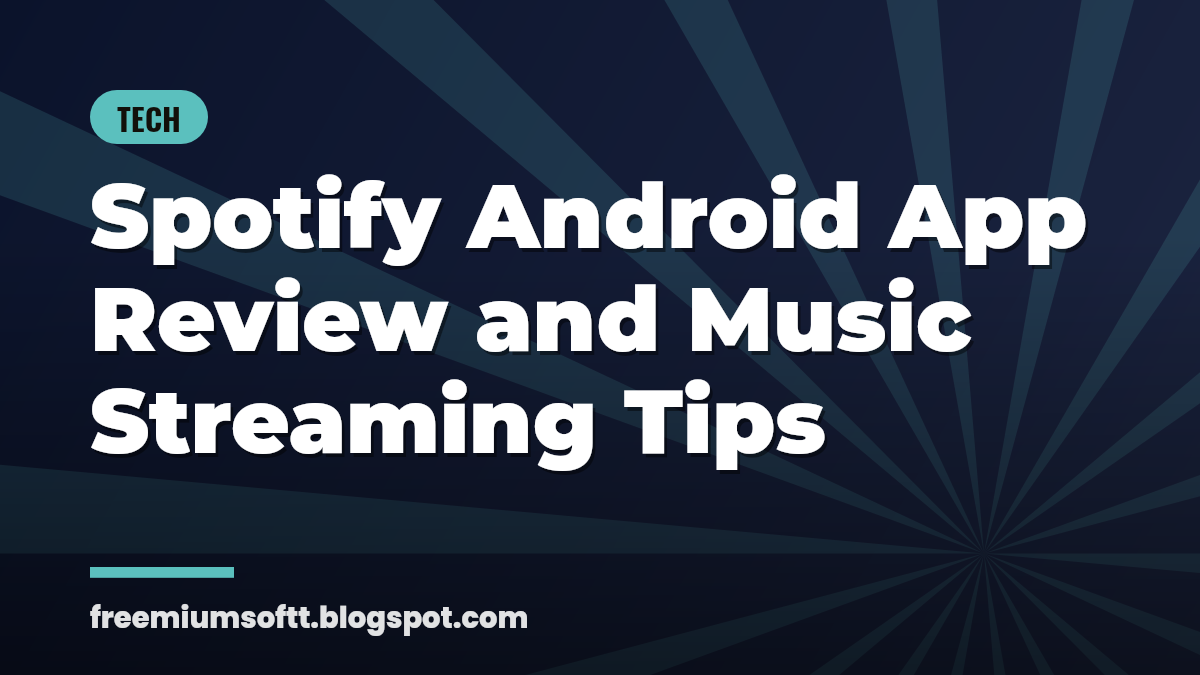 TECH
Spotify Android App
Review and Music
Streaming Tips
freemiumsoftt.blogspot.com